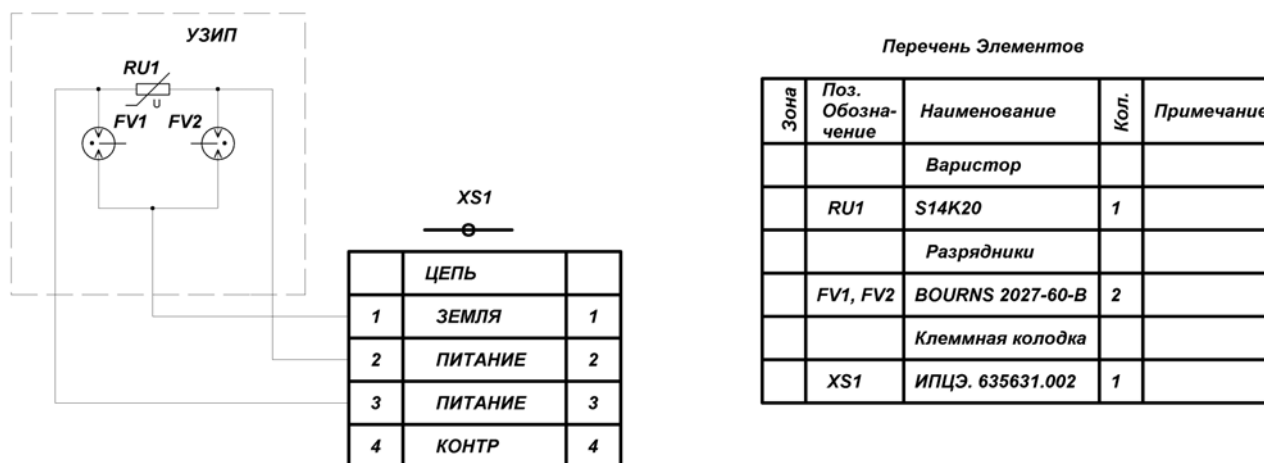 УЗИП
RU1
U
FV1 FV2
XS1
ЦЕПЬ
1 ЗЕМЛЯ 1
2 ПИТАНИЕ 2
3 ПИТАНИЕ 3
4 КОНТР 4
Перечень Элементов
Зона
Поз.
Обозна-
чение
Наименование
Кол.
Примечание
Варистор
RU1 S14K20 1
Разрядники
FV1, FV2 BOURNS 2027-60-B 2
Клеммная колодка
XS1 ИПЦЭ. 635631.002 1